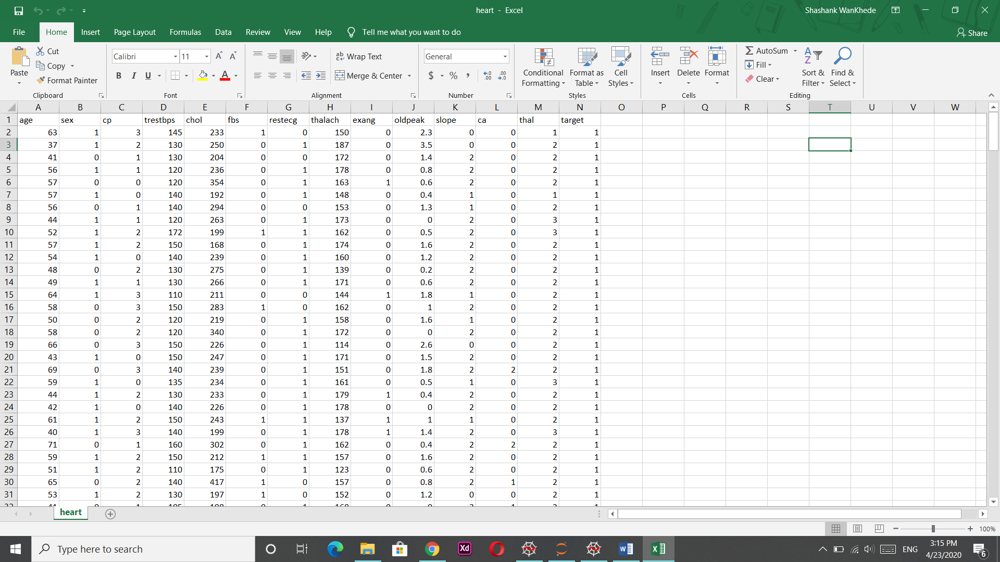 heart - Excel
Shashank WanKhede
File Home Insert Page Layout Formulas Data Review View Help Tell me what you want to do
Share
Paste
Cut
Copy
Format Painter
Clipboard
Calibri 11
B I U
Font
Wrap Text
Merge & Center
Alignment
General
$ % ,
Number
Conditional Formatting
Format as Table
Cell Styles
Styles
Insert Delete Format
Cells
AutoSum
Fill
Clear
Sort & Filter
Find & Select
Editing
A B C D E F G H I J K L M N O P Q R S T U V W
1 age sex cp trestbps chol fbs restecg thalach exang oldpeak slope ca thal target
2 63 1 3 145 233 1 0 150 0 2.3 0 0 1 1
3 37 1 2 130 250 0 1 187 0 3.5 0 0 2 1
4 41 0 1 130 204 0 0 172 0 1.4 2 0 2 1
5 56 1 1 120 236 0 1 178 0 0.8 2 0 2 1
6 57 0 0 120 354 0 1 163 1 0.6 2 0 2 1
7 57 1 0 140 192 0 1 148 0 0.4 1 0 1 1
8 56 0 1 140 294 0 0 153 0 1.3 1 0 2 1
9 44 1 1 120 263 0 1 173 0 0 2 0 3 1
10 52 1 2 172 199 1 1 162 0 0.5 2 0 3 1
11 57 1 2 150 168 0 1 174 0 1.6 2 0 2 1
12 54 1 0 140 239 0 1 160 0 1.2 2 0 2 1
13 48 0 2 130 275 0 1 139 0 0.2 2 0 2 1
14 49 1 1 130 266 0 1 171 0 0.6 2 0 2 1
15 64 1 3 110 211 0 0 144 1 1.8 1 0 2 1
16 58 0 3 150 283 1 0 162 0 1 2 0 2 1
17 50 0 2 120 219 0 1 158 0 1.6 1 0 2 1
18 58 0 2 120 340 0 1 172 0 0 2 0 2 1
19 66 0 3 150 226 0 1 114 0 2.6 0 0 2 1
20 43 1 0 150 247 0 1 171 0 1.5 2 0 2 1
21 69 0 3 140 239 0 1 151 0 1.8 2 2 2 1
22 59 1 0 135 234 0 1 161 0 0.5 1 0 3 1
23 44 1 2 130 233 0 1 179 1 0.4 2 0 2 1
24 42 1 0 140 226 0 1 178 0 0 2 0 2 1
25 61 1 2 150 243 1 1 137 1 1 1 0 2 1
26 40 1 3 140 199 0 1 178 1 1.4 2 0 3 1
27 71 0 1 160 302 0 1 162 0 0.4 2 2 2 1
28 59 1 2 150 212 1 1 157 0 1.6 2 0 2 1
29 51 1 2 110 175 0 1 123 0 0.6 2 0 2 1
30 65 0 2 140 417 1 0 157 0 0.8 2 1 2 1
31 53 1 2 130 197 1 0 152 0 1.2 0 0 2 1
heart
100%
Type here to search
Xd
ENG
3:15 PM
4/23/2020
6